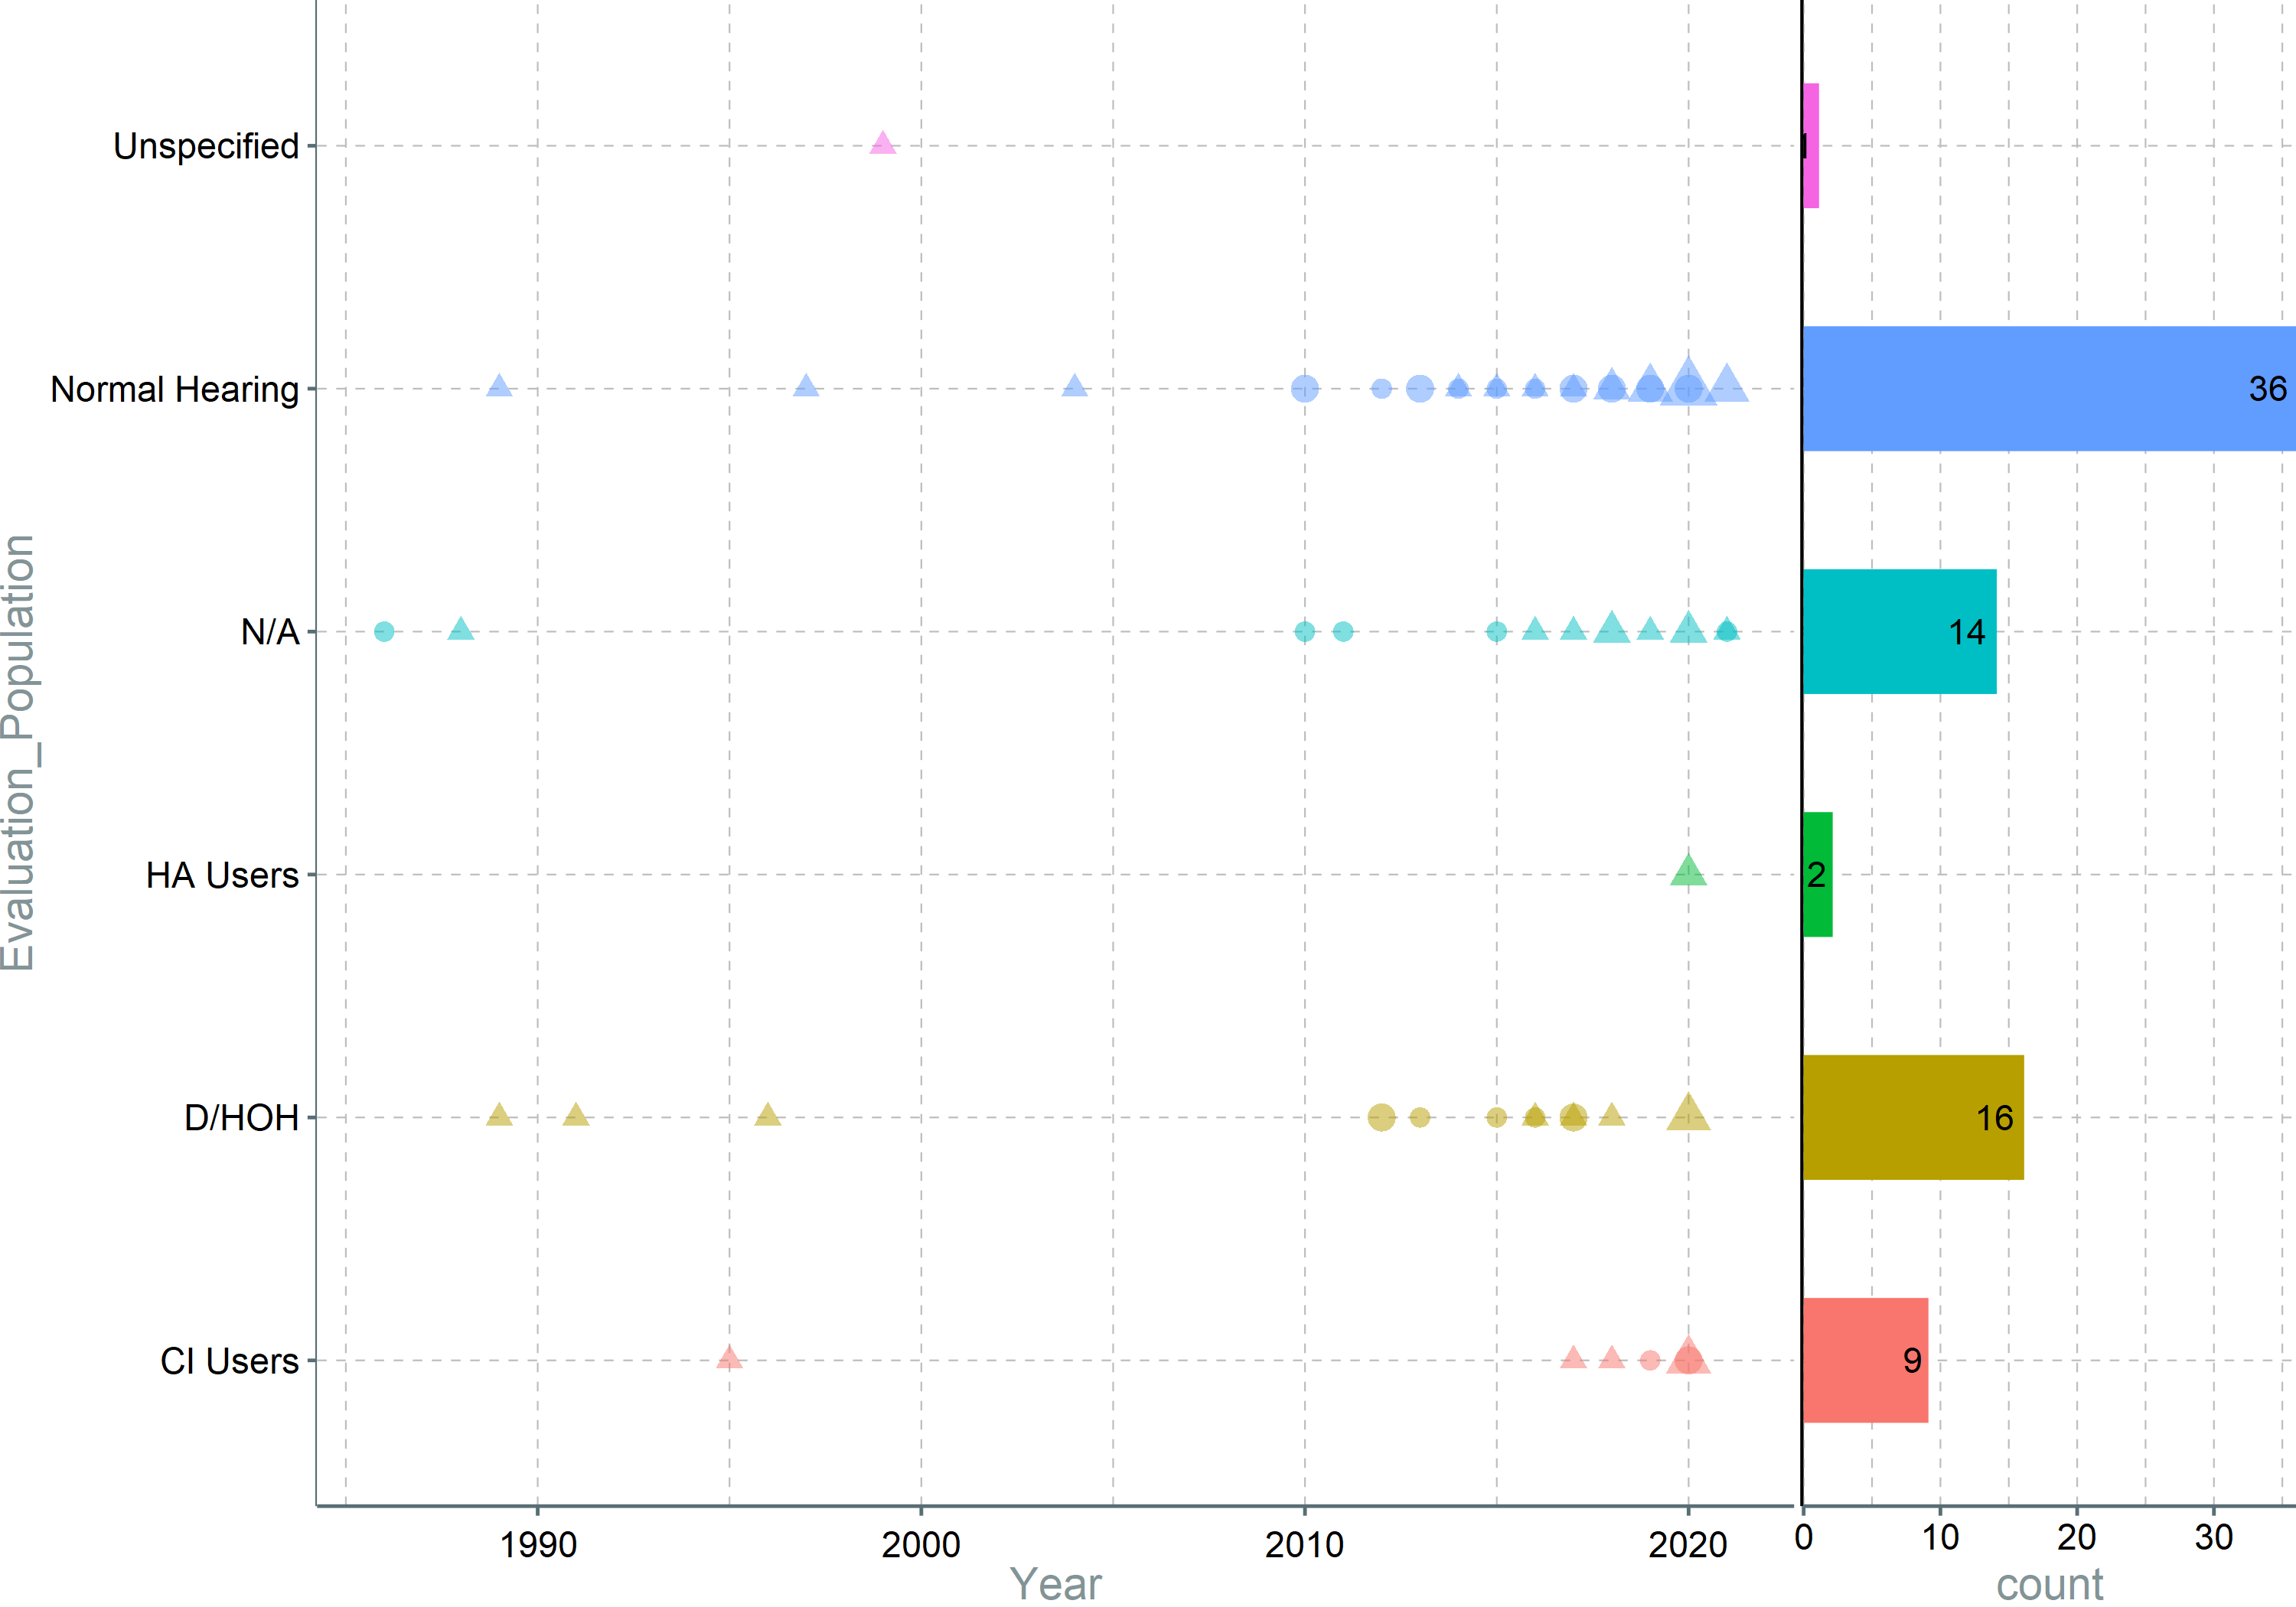 Unspecified
1
Normal Hearing
36
N/A
14
HA Users
2
D/HOH
16
CI Users
9
Evaluation_Population
1990 2000 2010 2020 0 10 20 30
Year count